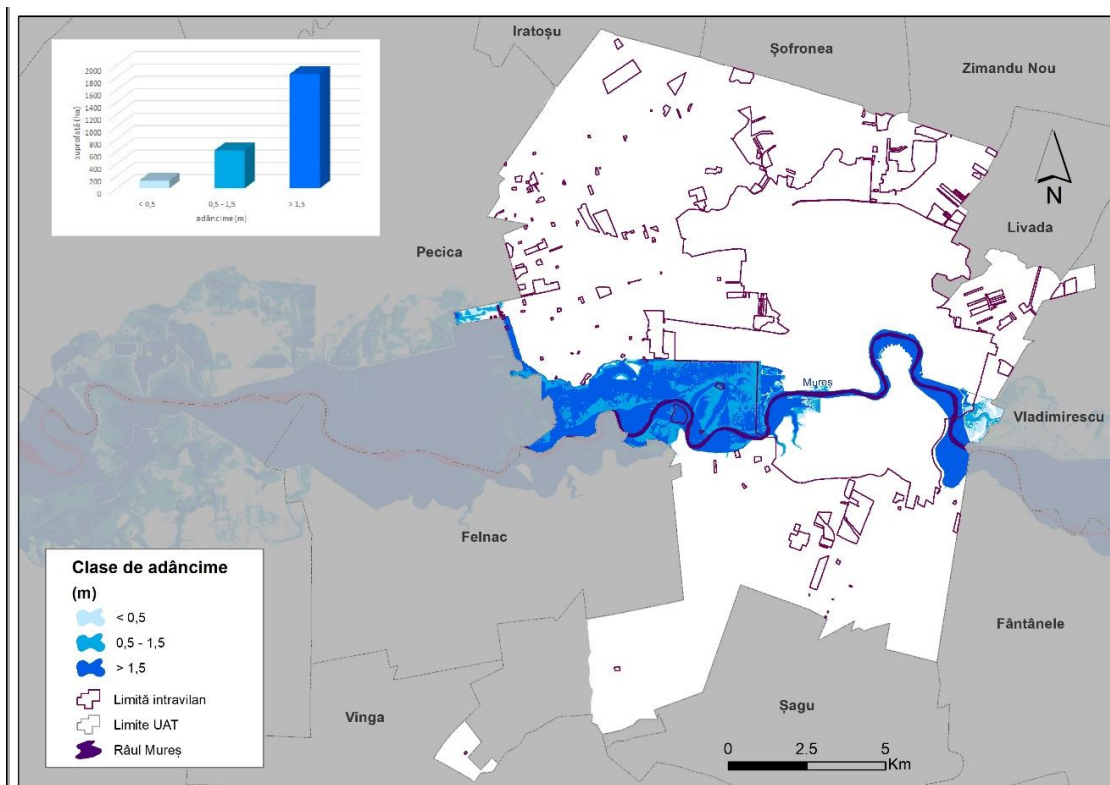 Iratoșu
Șofronea
Zimandu Nou
2000
1800
1600
1400
1200
1000
800
600
400
200
0
suprafață (ha)
< 0,5
0,5 - 1,5
> 1,5
adâncime (m)
N
Livada
Pecica
Mureș
Vladimirescu
Felnac
Fântânele
Vinga
Șagu
Clase de adâncime
(m)
< 0,5
0,5 - 1,5
> 1,5
Limită intravilan
Limite UAT
Râul Mureș
0 2.5 5
Km